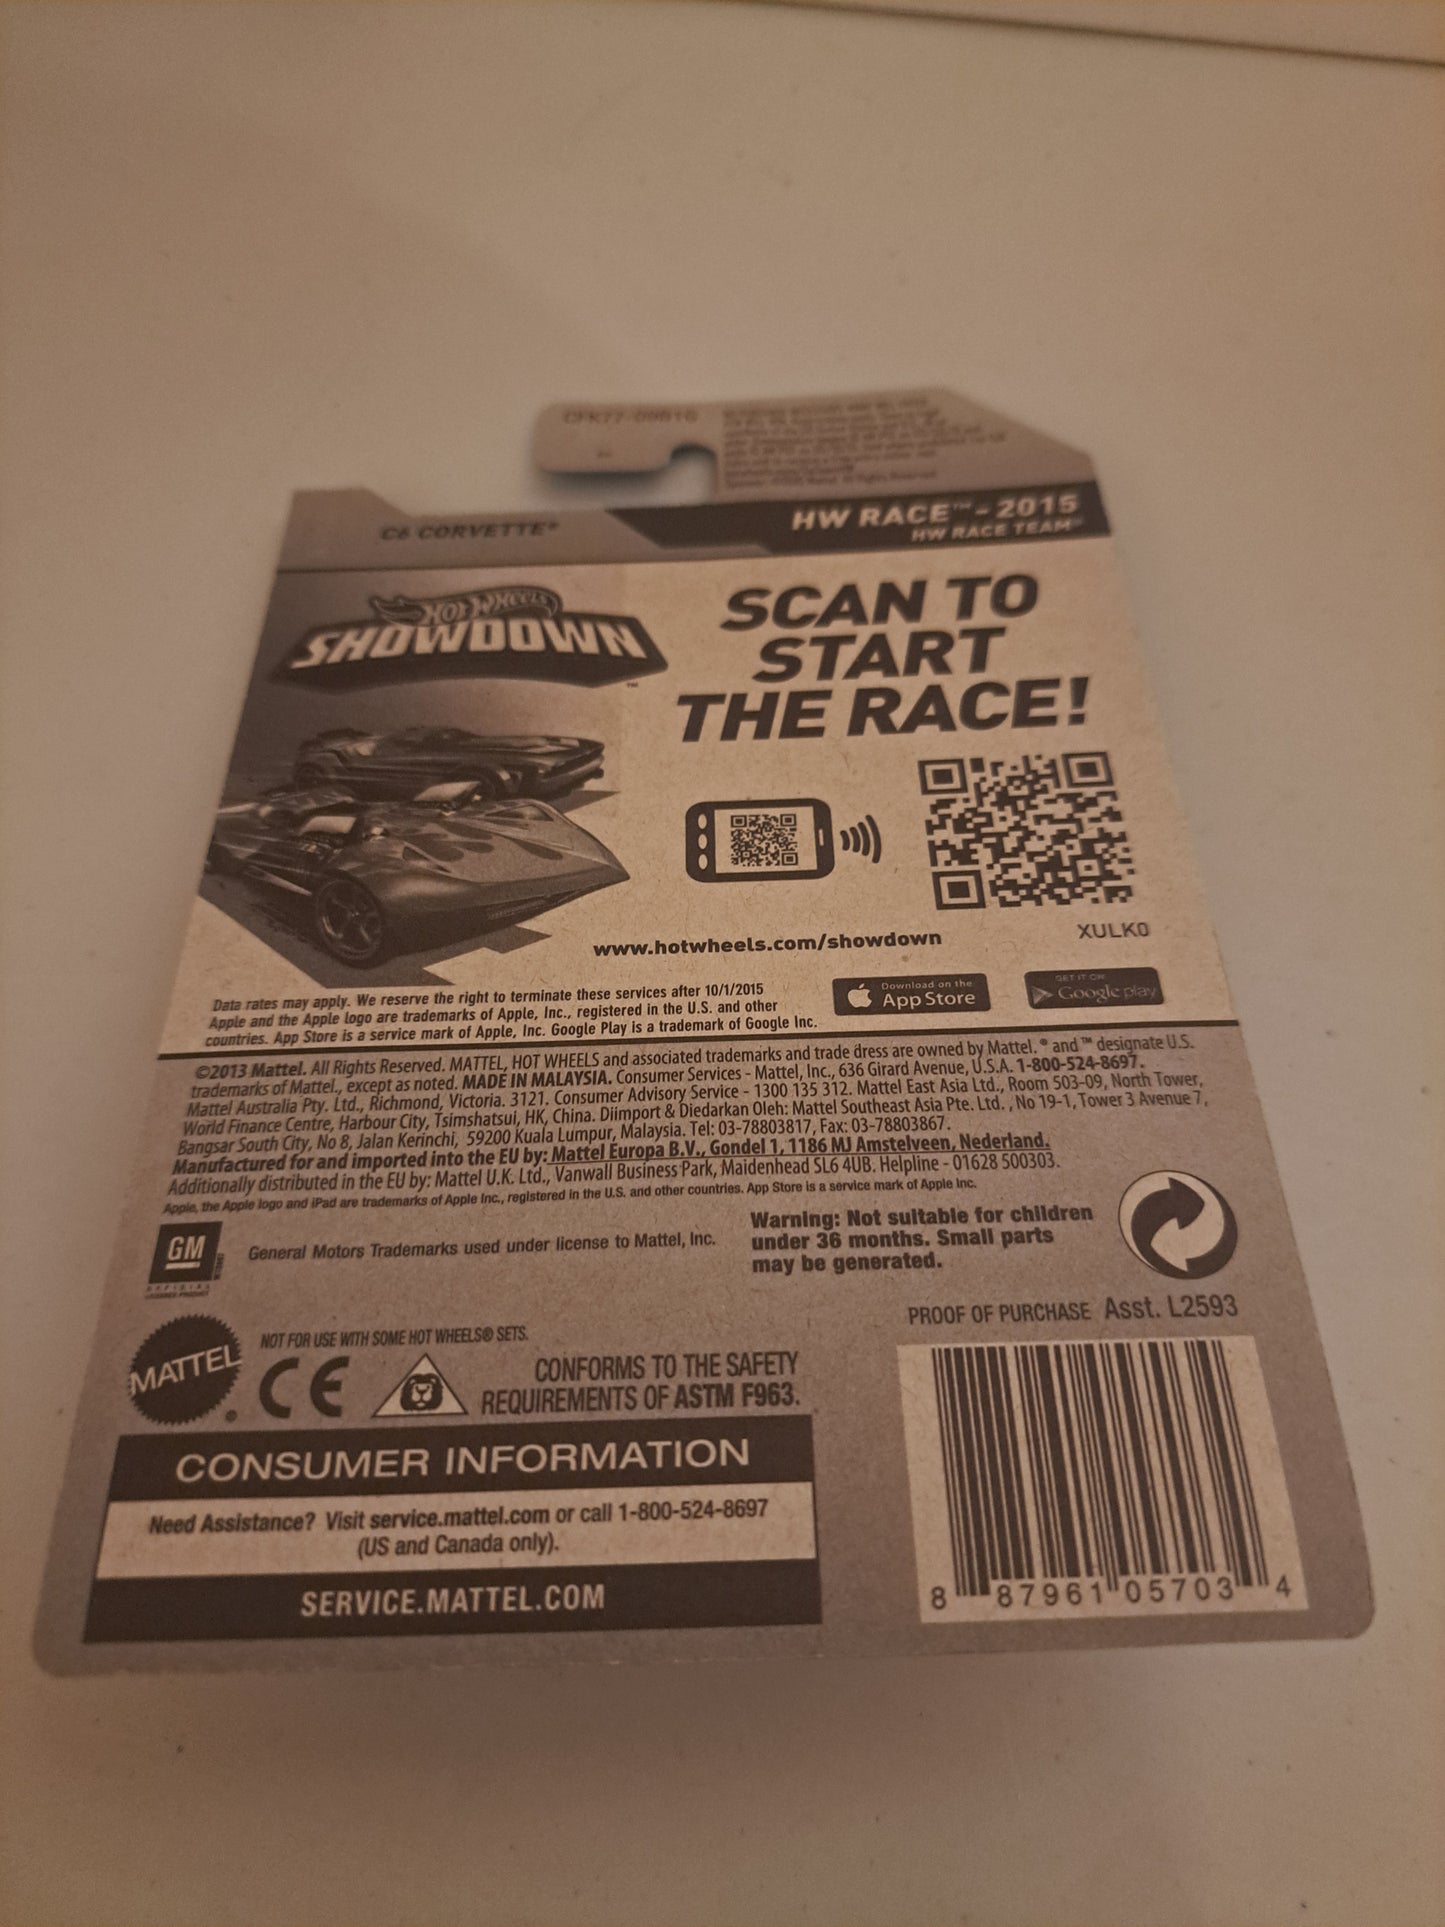 C6 CORVETTE®
HW RACE™ - 2015
HW RACE TEAM™
HOT WHEELS
SHOWDOWN
™
SCAN TO
START
THE RACE!
XULK0
www.hotwheels.com/showdown
Download on the
App Store
GET IT ON
Google play
Data rates may apply. We reserve the right to terminate these services after 10/1/2015
Apple and the Apple logo are trademarks of Apple, Inc., registered in the U.S. and other
countries. App Store is a service mark of Apple, Inc. Google Play is a trademark of Google Inc.
©2013 Mattel. All Rights Reserved. MATTEL, HOT WHEELS and associated trademarks and trade dress are owned by Mattel. ® and ™ designate U.S.
trademarks of Mattel., except as noted. MADE IN MALAYSIA. Consumer Services - Mattel, Inc., 636 Girard Avenue, U.S.A. 1-800-524-8697.
Mattel Australia Pty. Ltd., Richmond, Victoria. 3121. Consumer Advisory Service - 1300 135 312. Mattel East Asia Ltd., Room 503-09, North Tower,
World Finance Centre, Harbour City, Tsimshatsui, HK, China. Diimport & Diedarkan Oleh: Mattel Southeast Asia Pte. Ltd. , No 19-1, Tower 3 Avenue 7,
Bangsar South City, No 8, Jalan Kerinchi, 59200 Kuala Lumpur, Malaysia. Tel: 03-78803817, Fax: 03-78803867.
Manufactured for and imported into the EU by: Mattel Europa B.V., Gondel 1, 1186 MJ Amstelveen, Nederland.
Additionally distributed in the EU by: Mattel U.K. Ltd., Vanwall Business Park, Maidenhead SL6 4UB. Helpline - 01628 500303.
Apple, the Apple logo and iPad are trademarks of Apple Inc., registered in the U.S. and other countries. App Store is a service mark of Apple Inc.
GM
General Motors Trademarks used under license to Mattel, Inc.
Warning: Not suitable for children
under 36 months. Small parts
may be generated.
PROOF OF PURCHASE Asst. L2593
MATTEL®
NOT FOR USE WITH SOME HOT WHEELS® SETS.
CE
CONFORMS TO THE SAFETY
REQUIREMENTS OF ASTM F963.
CONSUMER INFORMATION
Need Assistance? Visit service.mattel.com or call 1-800-524-8697
(US and Canada only).
SERVICE.MATTEL.COM
8 87961 05703 4